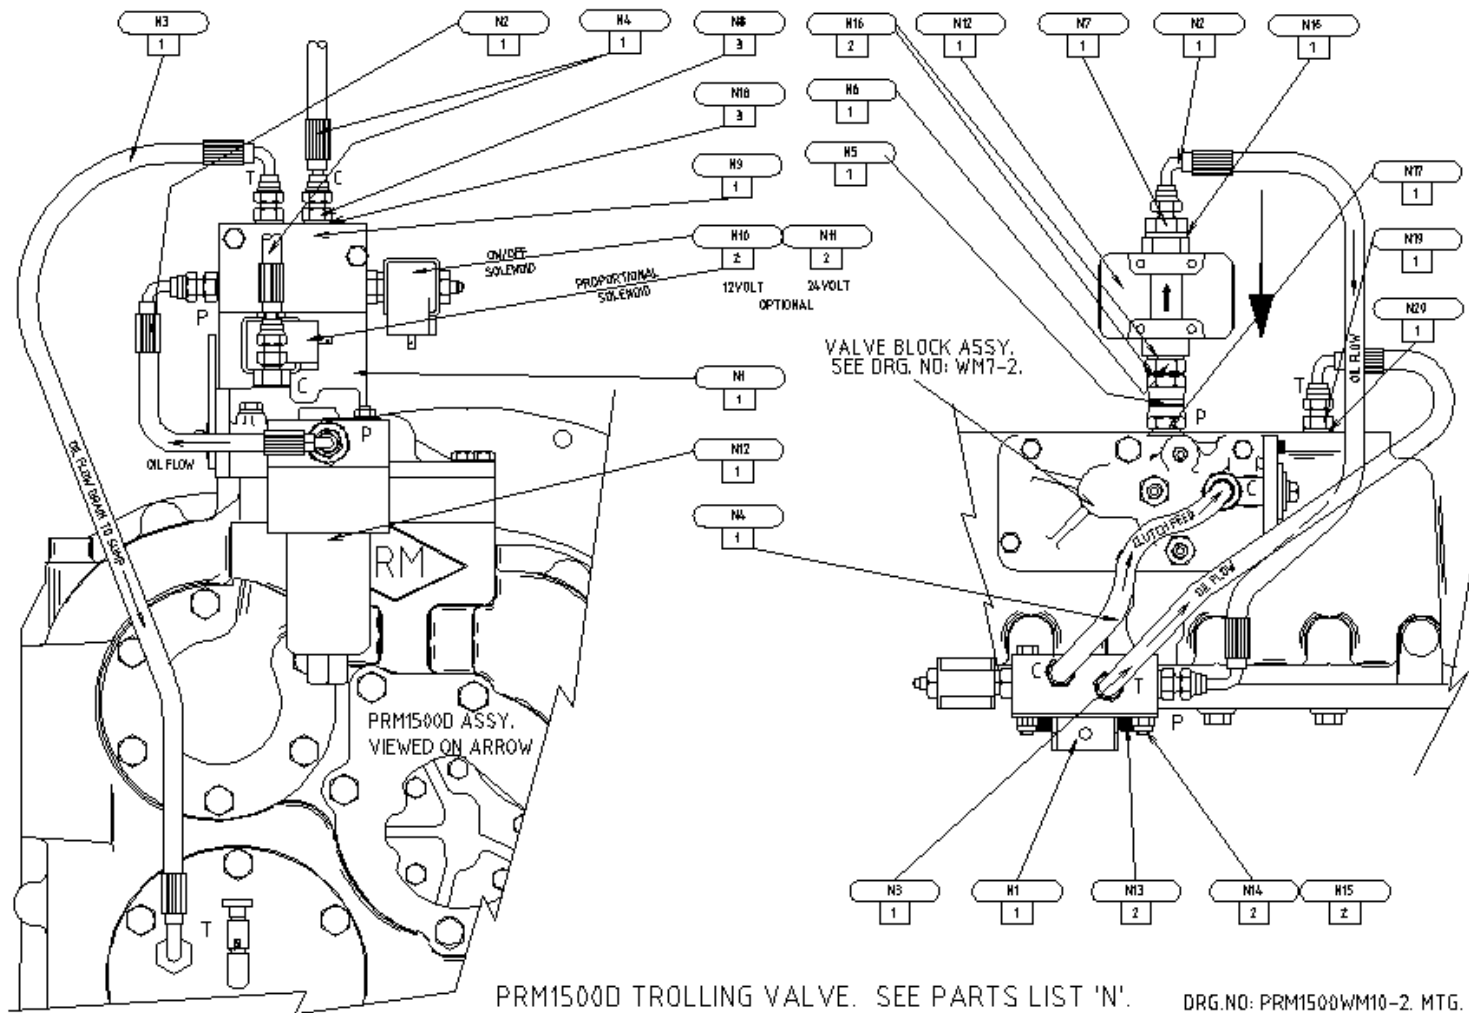 N3
1
N2
1
N4
1
N8
3
N16
2
N12
1
N7
1
N2
1
N18
3
N6
1
N9
1
N5
1
N17
1
N10
2
12VOLT
N11
2
24VOLT
OPTIONAL
N19
1
N20
1
N1
1
N12
1
N4
1
T
C
P
ON/OFF
SOLENOID
PROPORTIONAL
SOLENOID
C
P
OIL FLOW
OIL FLOW DRAIN TO SUMP
RM
PRM1500D ASSY.
VIEWED ON ARROW
T
VALVE BLOCK ASSY.
SEE DRG. NO: WM7-2.
P
T
OIL FLOW
C
CLUTCH FEED
OIL FLOW
C
T
P
N3
1
N1
1
N13
2
N14
2
N15
2
PRM1500D TROLLING VALVE. SEE PARTS LIST 'N'.
DRG.NO: PRM1500WM10-2. MTG.